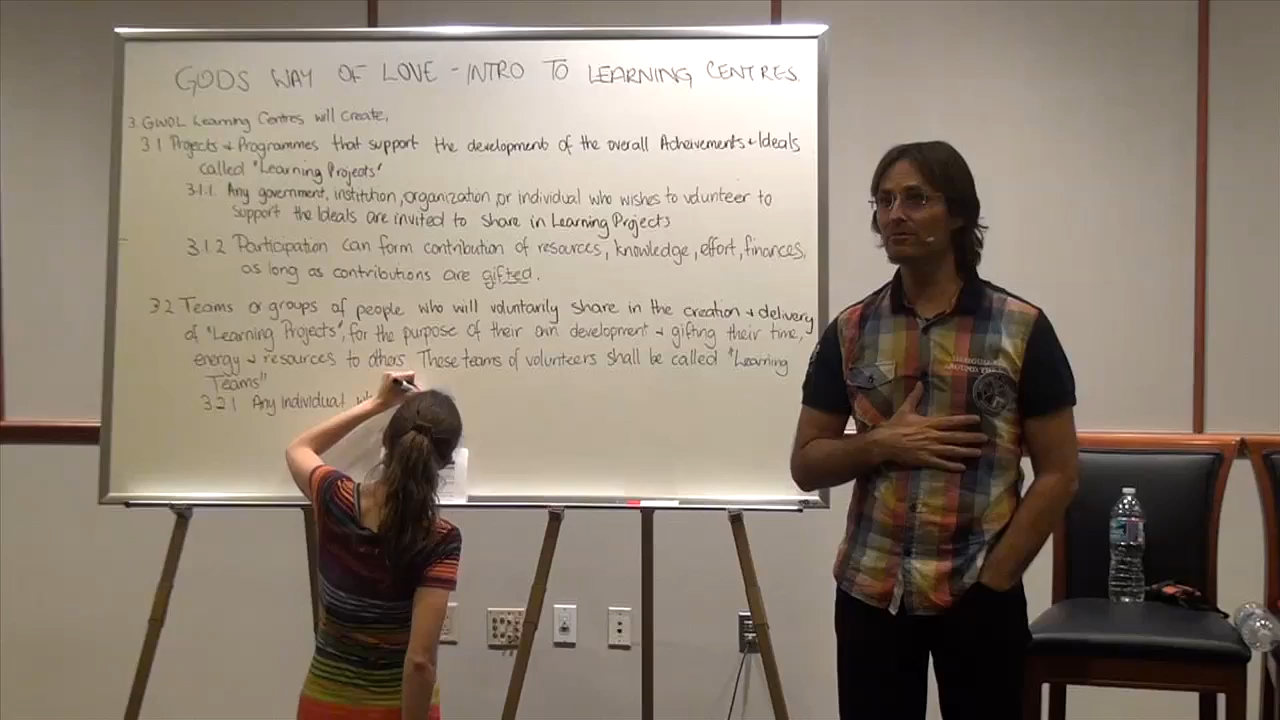 GODS WAY OF LOVE - INTRO TO LEARNING CENTRES
3. GWOL Learning Centres will create,
3.1 Projects + Programmes that support the development of the overall Acheivements + Ideals
called "Learning Projects"
3.1.1. Any government, institution, organization, or individual who wishes to volunteer to
support the Ideals are invited to share in Learning Projects
3.1.2 Participation can form contribution of resources, knowledge, effort, finances,
as long as contributions are gifted.
3.2 Teams or groups of people who will voluntarily share in the creation + delivery
of "Learning Projects", for the purpose of their own development + gifting their time,
energy + resources to others. These teams of volunteers shall be called "Learning
Teams"
3.2.1 Any individual